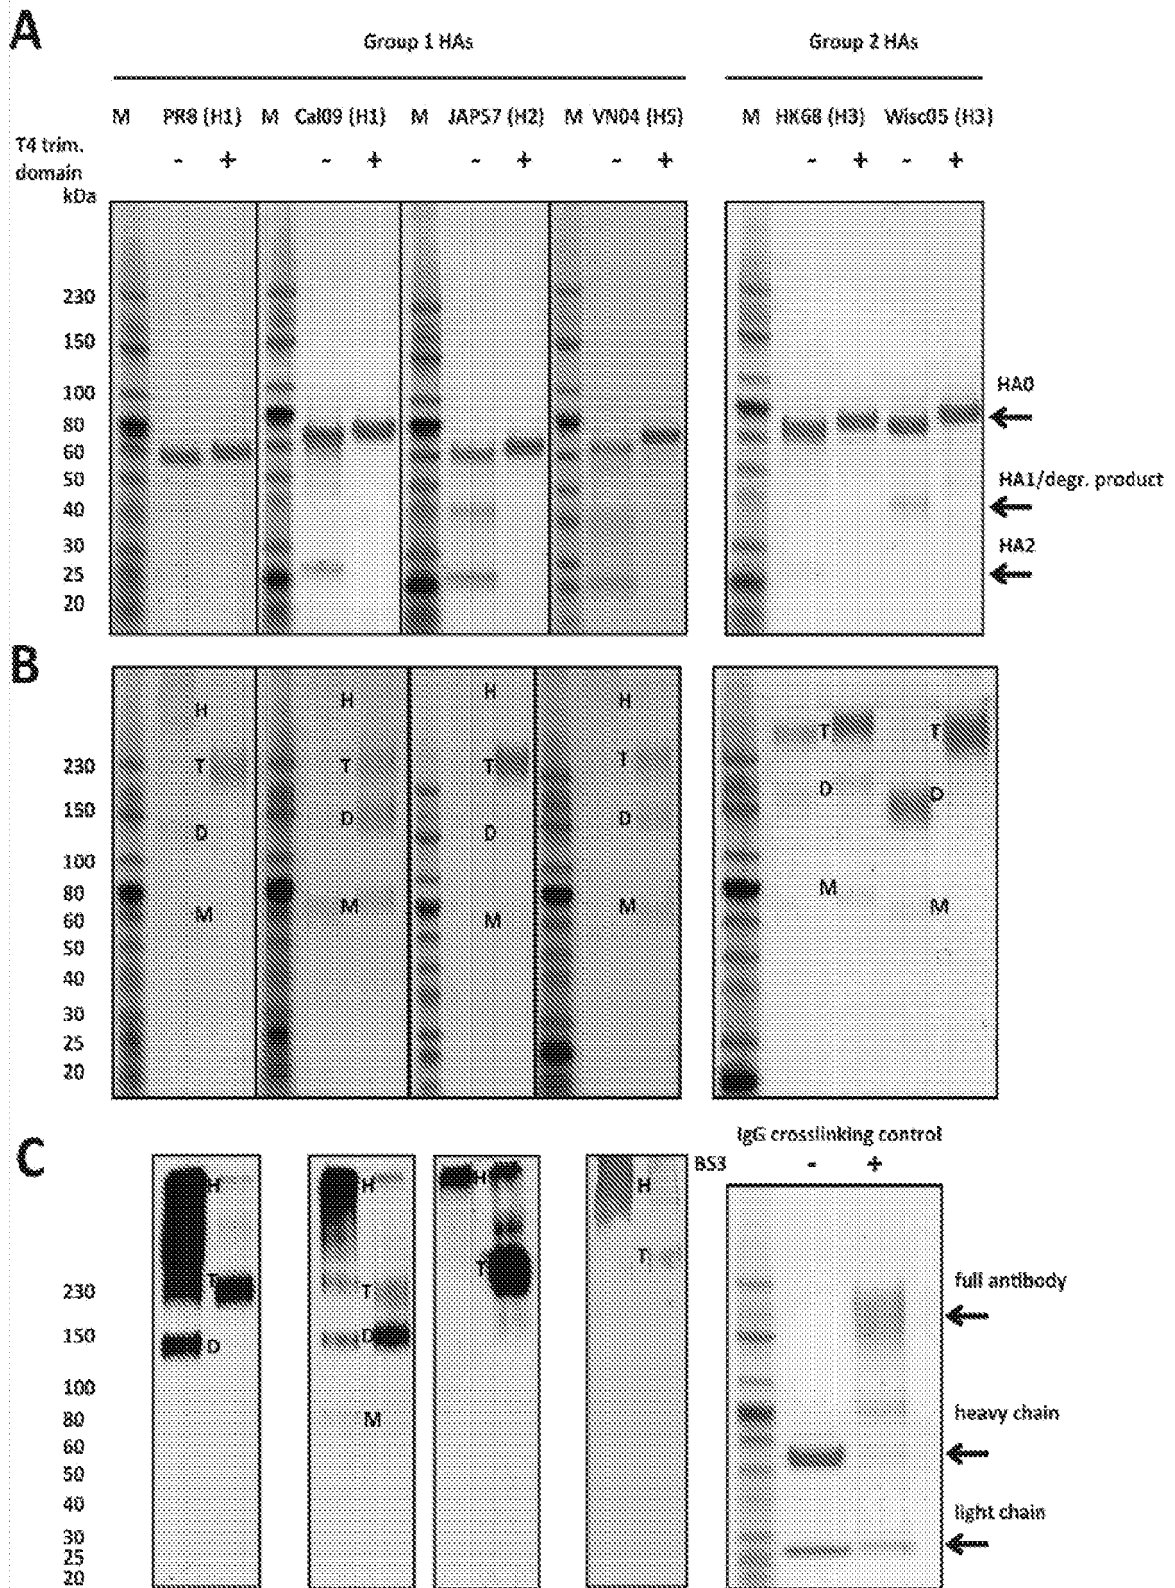 A
Group 1 HAs
Group 2 HAs
M PR8 (H1) M Cal09 (H1) M JAP57 (H2) M VN04 (H5) M HK68 (H3) Wisc05 (H3)
T4 trim.
domain
- + - + - + - + - + - +
kDa
230
150
100
80
60
50
40
30
25
20
HA0
HA1/degr. product
HA2
B
H H H H
T T T T T T
D D D D D D
M M M M M M
230
150
100
80
60
50
40
30
25
20
C
IgG crosslinking control
BS3 - +
H H H H
T T T T
D D
M
230
150
100
80
60
50
40
30
25
20
full antibody
heavy chain
light chain